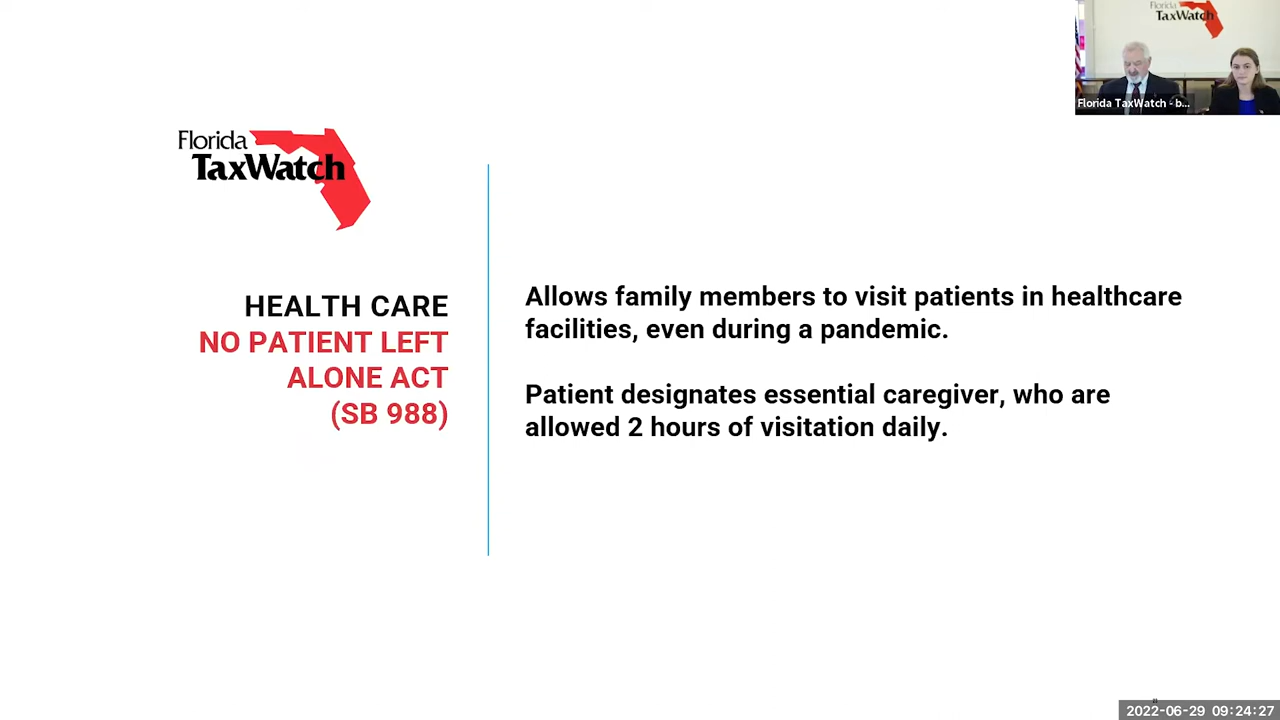 Florida
TaxWatch
Florida TaxWatch - b...
Florida
TaxWatch
HEALTH CARE
NO PATIENT LEFT
ALONE ACT
(SB 988)
Allows family members to visit patients in healthcare
facilities, even during a pandemic.
Patient designates essential caregiver, who are
allowed 2 hours of visitation daily.
2022-06-29 09:24:27